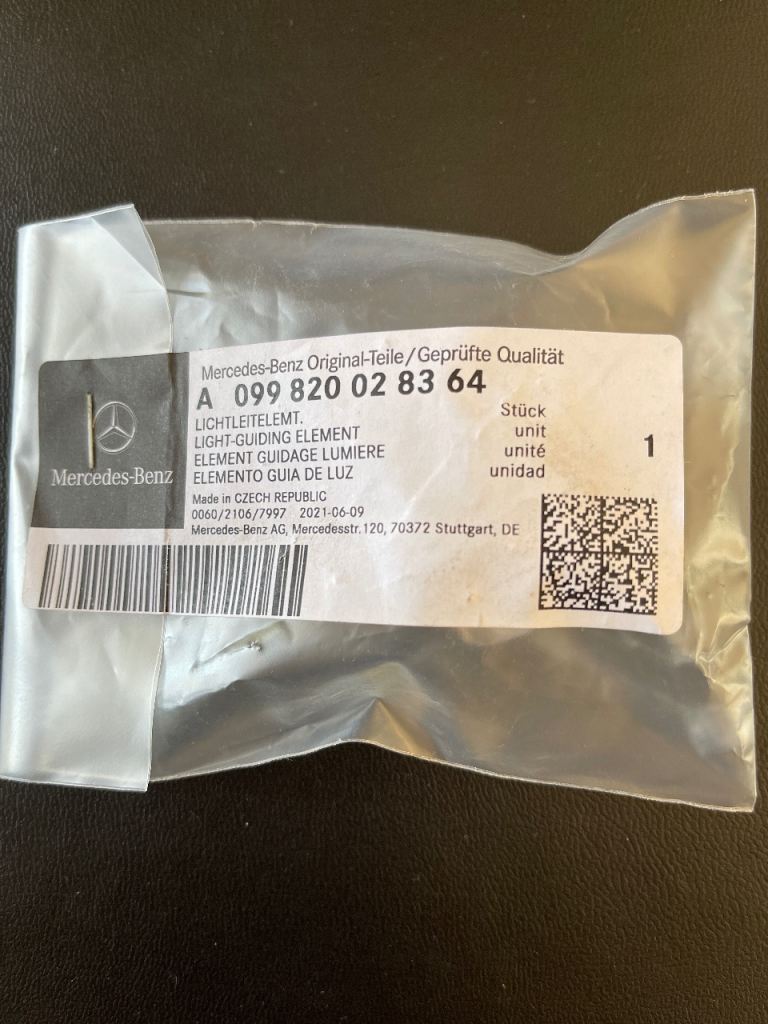 Mercedes-Benz Original-Teile/Geprüfte Qualität
A 099 820 02 83 64
LICHTLEITELEMT.
LIGHT-GUIDING ELEMENT
ELEMENT GUIDAGE LUMIERE
ELEMENTO GUIA DE LUZ
Stück
unit
unité
unidad
1
Mercedes-Benz
Made in CZECH REPUBLIC
0060/2106/7997 2021-06-09
Mercedes-Benz AG, Mercedesstr.120, 70372 Stuttgart, DE